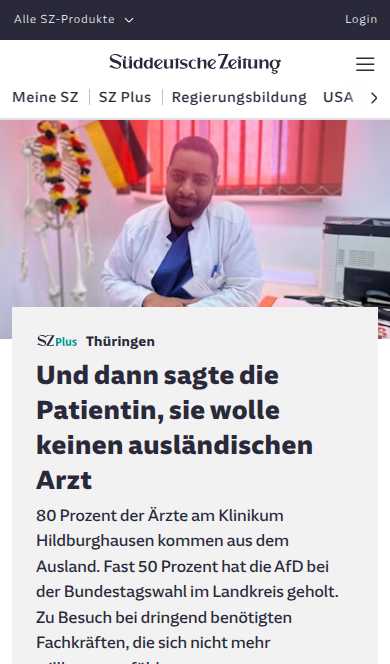 Alle SZ-Produkte
Login
Süddeutsche Zeitung
Meine SZ
SZ Plus
Regierungsbildung
USA
SZ Plus Thüringen
Und dann sagte die
Patientin, sie wolle
keinen ausländischen
Arzt
80 Prozent der Ärzte am Klinikum
Hildburghausen kommen aus dem
Ausland. Fast 50 Prozent hat die AfD bei
der Bundestagswahl im Landkreis geholt.
Zu Besuch bei dringend benötigten
Fachkräften, die sich nicht mehr